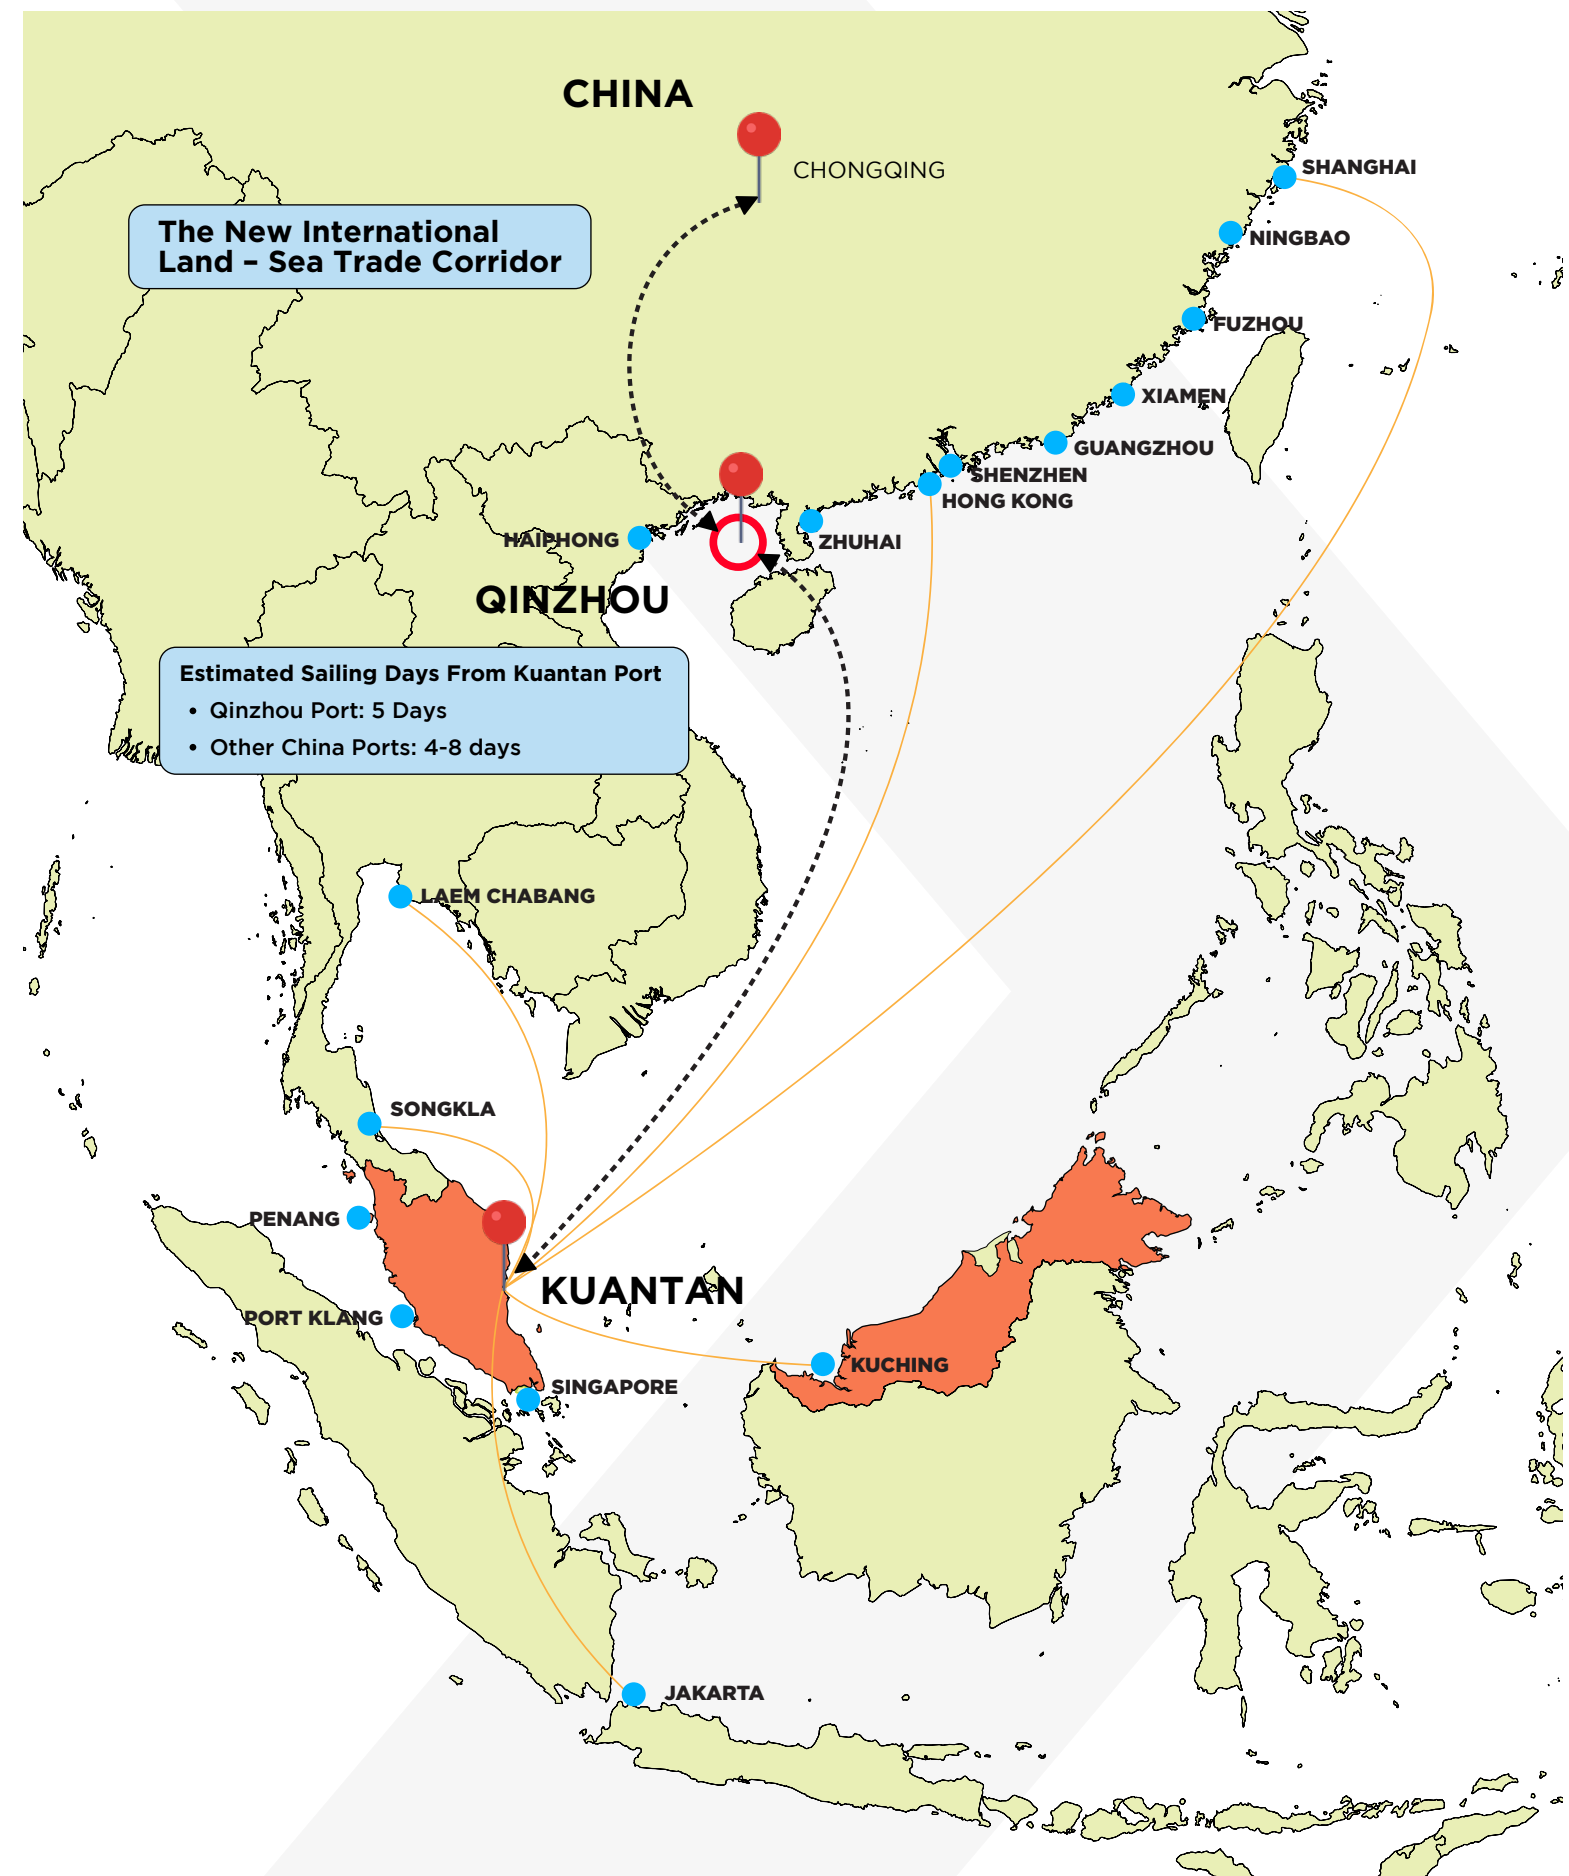 CHINA
CHONGQING
SHANGHAI
The New International
Land – Sea Trade Corridor
NINGBAO
FUZHOU
XIAMEN
GUANGZHOU
SHENZHEN
HONG KONG
HAIPHONG
ZHUHAI
QINZHOU
Estimated Sailing Days From Kuantan Port
• Qinzhou Port: 5 Days
• Other China Ports: 4-8 days
LAEM CHABANG
SONGKLA
PENANG
KUANTAN
PORT KLANG
KUCHING
SINGAPORE
JAKARTA